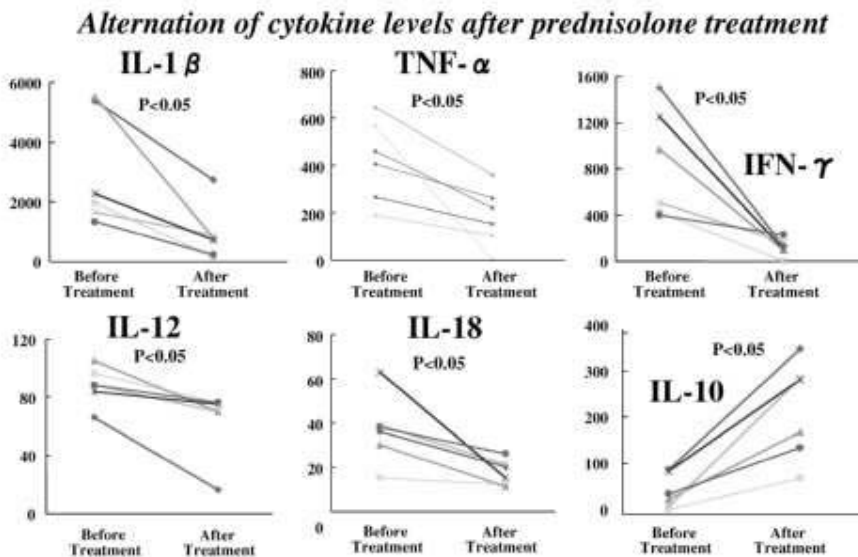 Alternation of cytokine levels after prednisolone treatment
IL-1 β
P<0.05
6000
4000
2000
0
Before
Treatment
After
Treatment
TNF- α
P<0.05
800
600
400
200
0
Before
Treatment
After
Treatment
IFN- γ
P<0.05
1600
1200
800
400
0
Before
Treatment
After
Treatment
IL-12
P<0.05
120
80
40
0
Before
Treatment
After
Treatment
IL-18
P<0.05
80
60
40
20
0
Before
Treatment
After
Treatment
IL-10
P<0.05
400
300
200
100
0
Before
Treatment
After
Treatment